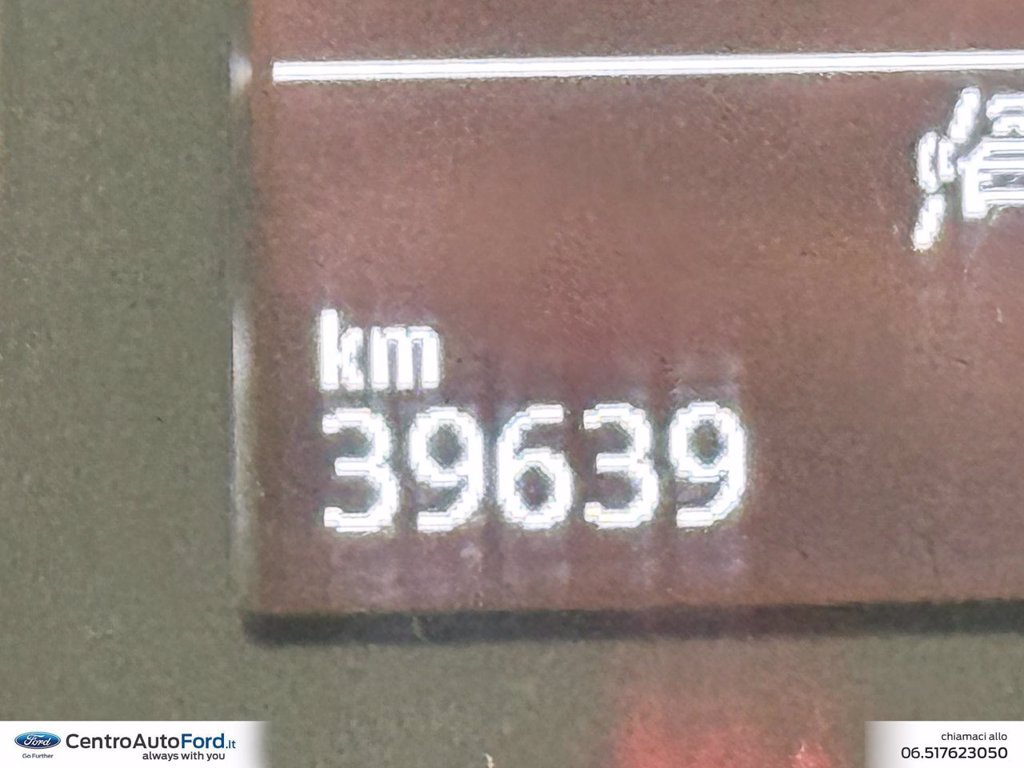 km
39639
Ford
Go Further
CentroAutoFord.it
always with you
chiamaci allo
06.517623050